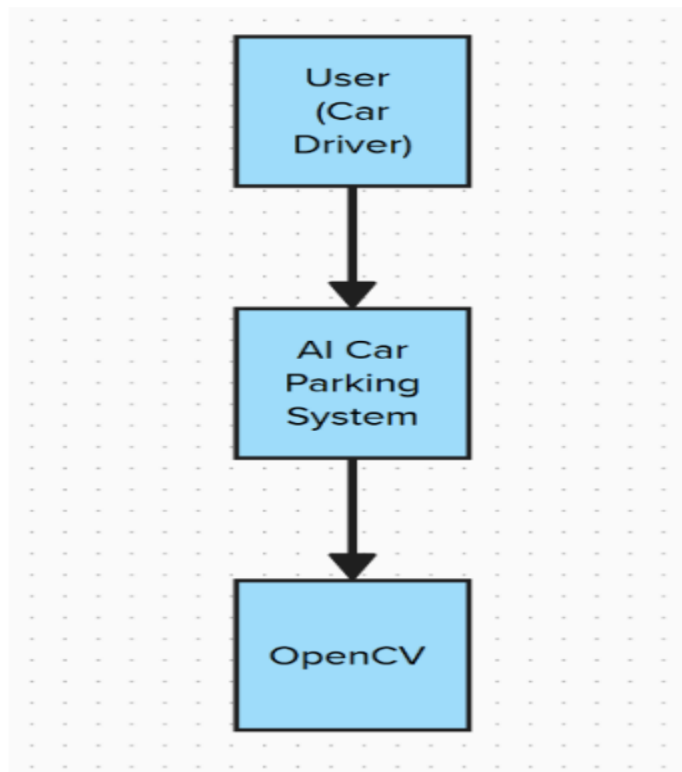 User
(Car
Driver)
AI Car
Parking
System
OpenCV